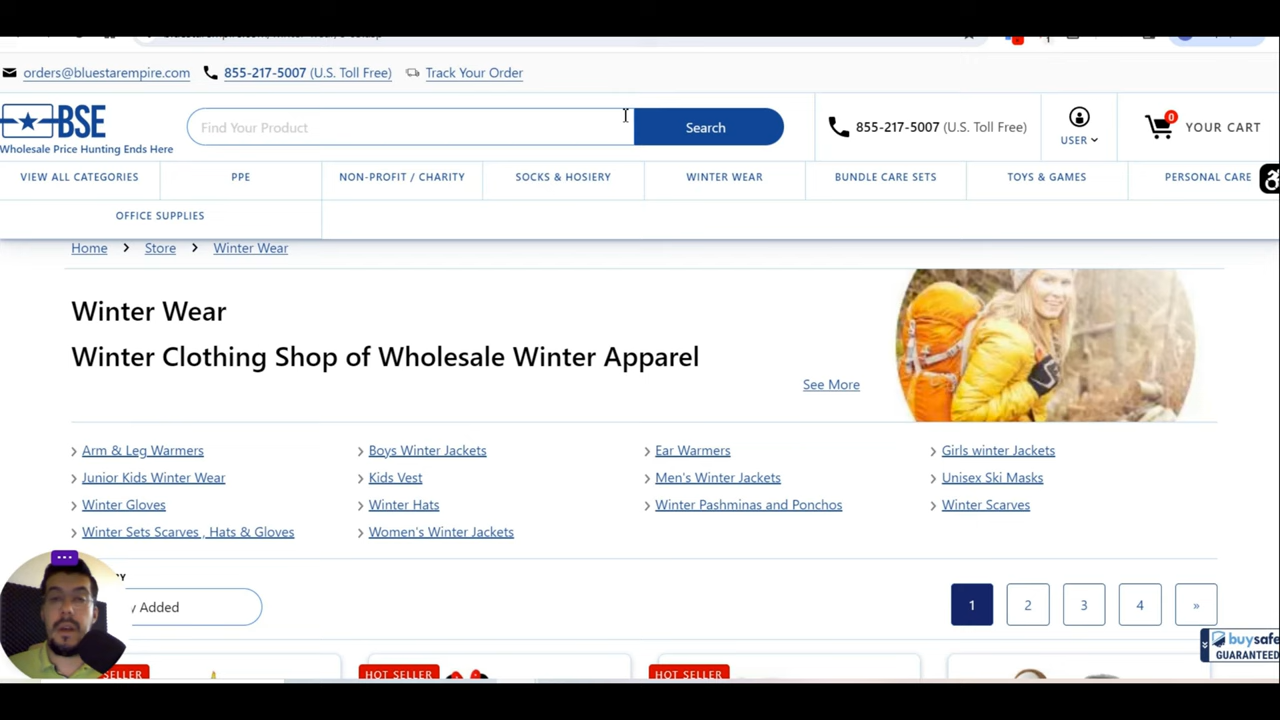 orders@bluestarempire.com 855-217-5007 (U.S. Toll Free) Track Your Order
BSE
Wholesale Price Hunting Ends Here
Find Your Product
Search
855-217-5007 (U.S. Toll Free)
USER
0
YOUR CART
VIEW ALL CATEGORIES PPE NON-PROFIT / CHARITY SOCKS & HOSIERY WINTER WEAR BUNDLE CARE SETS TOYS & GAMES PERSONAL CARE
OFFICE SUPPLIES
Home > Store > Winter Wear
Winter Wear
Winter Clothing Shop of Wholesale Winter Apparel
See More
> Arm & Leg Warmers > Boys Winter Jackets > Ear Warmers > Girls winter Jackets
> Junior Kids Winter Wear > Kids Vest > Men's Winter Jackets > Unisex Ski Masks
> Winter Gloves > Winter Hats > Winter Pashminas and Ponchos > Winter Scarves
> Winter Sets Scarves , Hats & Gloves > Women's Winter Jackets
Added
1 2 3 4 »
buysafe
GUARANTEED
SELLER HOT SELLER HOT SELLER